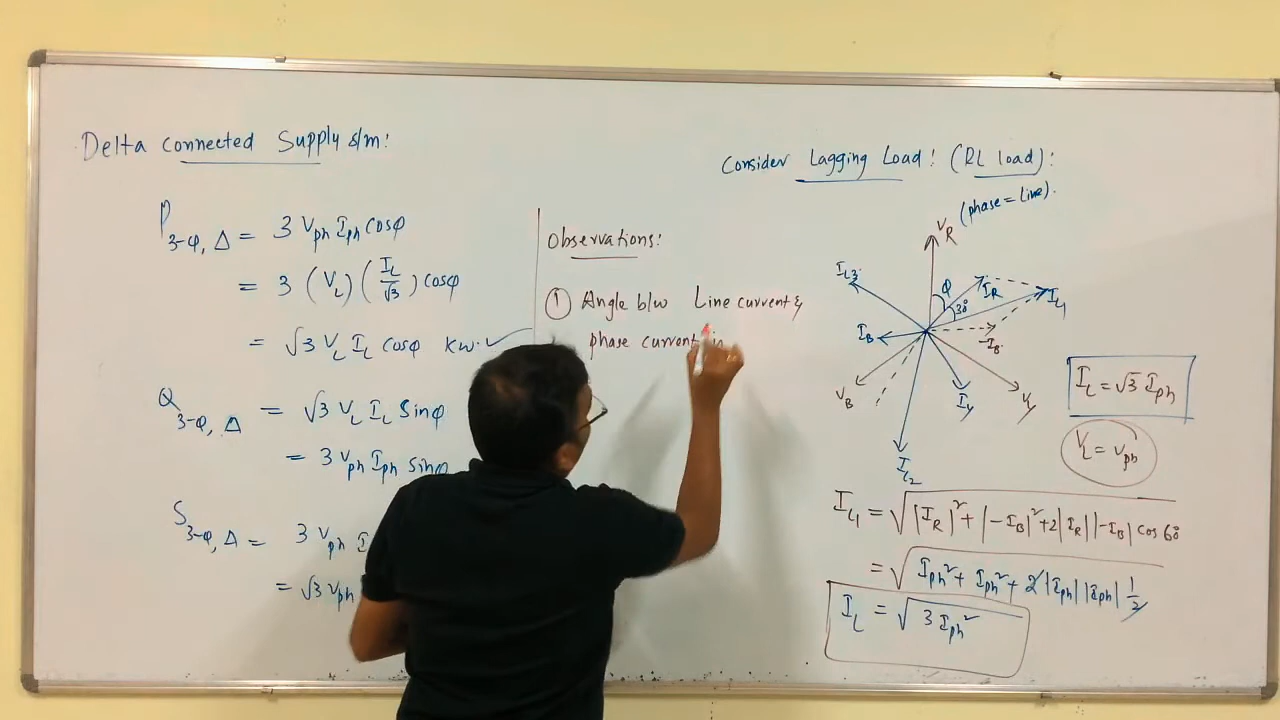 Delta Connected Supply s/m:
P3-φ, Δ = 3 Vph Iph cosφ
= 3 (VL) (IL/√3) cosφ
= √3 VL IL cosφ KW.
Q3-φ, Δ = √3 VL IL Sinφ
= 3 Vph Iph sinφ
S3-φ, Δ = 3 Vph I
= √3 Vph
Observations:
① Angle b/w Line current &
phase current in
Consider Lagging Load! (RL load):
(phase = Line).
VR
IL3
φ
IR
IL1
30°
IB
-IB
VB
IY
VY
IL2
IL = √3 Iph
VL = Vph
IL1 = √|IR|² + |-IB|² + 2|IR||-IB| cos 60
= √Iph² + Iph² + 2|Iph||Iph| 1/2
IL = √3 Iph²